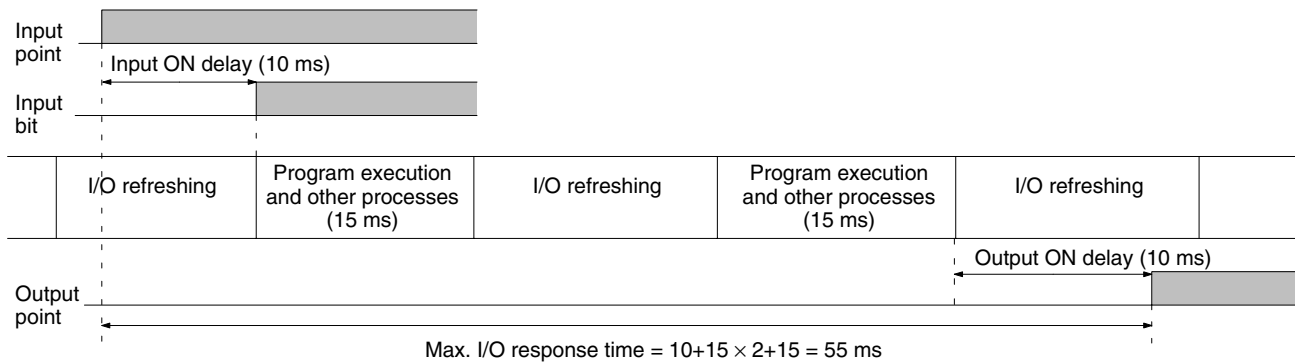 Input
point
Input ON delay (10 ms)
Input
bit
I/O refreshing
Program execution
and other processes
(15 ms)
I/O refreshing
Program execution
and other processes
(15 ms)
I/O refreshing
Output ON delay (10 ms)
Output
point
Max. I/O response time = 10+15 × 2+15 = 55 ms